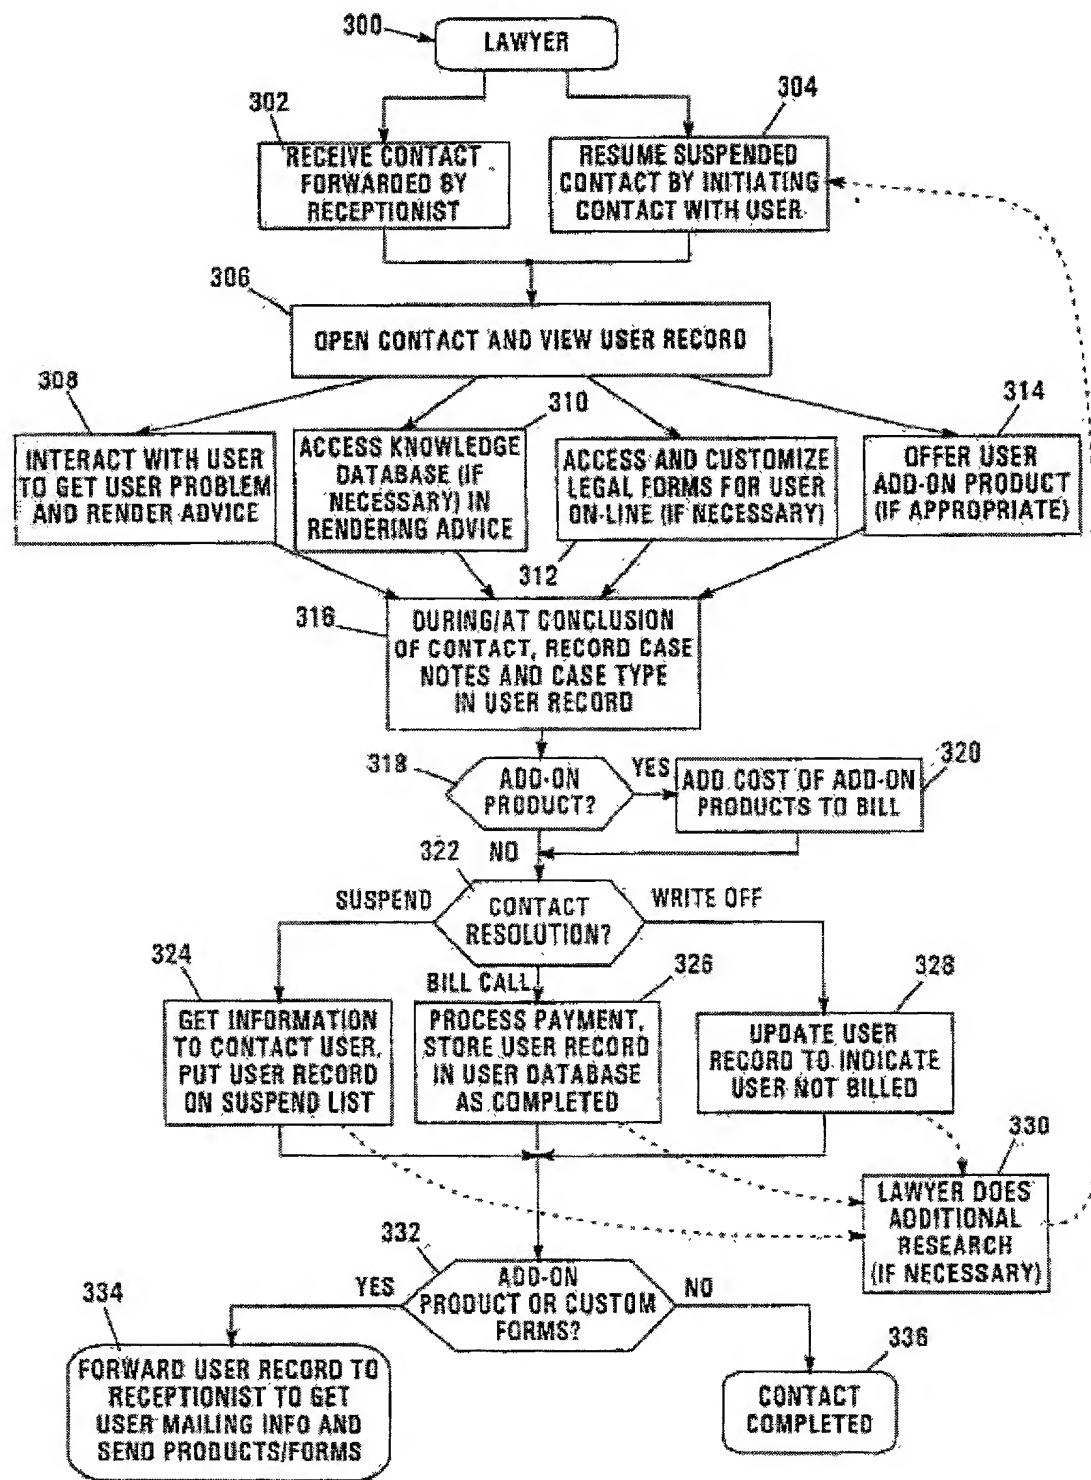 300
LAWYER
302
RECEIVE CONTACT
FORWARDED BY
RECEPTIONIST
304
RESUME SUSPENDED
CONTACT BY INITIATING
CONTACT WITH USER
306
OPEN CONTACT AND VIEW USER RECORD
308
INTERACT WITH USER
TO GET USER PROBLEM
AND RENDER ADVICE
310
ACCESS KNOWLEDGE
DATABASE (IF
NECESSARY) IN
RENDERING ADVICE
312
ACCESS AND CUSTOMIZE
LEGAL FORMS FOR USER
ON-LINE (IF NECESSARY)
314
OFFER USER
ADD-ON PRODUCT
(IF APPROPRIATE)
316
DURING/AT CONCLUSION
OF CONTACT, RECORD CASE
NOTES AND CASE TYPE
IN USER RECORD
318
ADD-ON
PRODUCT?
YES
320
ADD COST OF ADD-ON
PRODUCTS TO BILL
NO
322
CONTACT
RESOLUTION?
SUSPEND
WRITE OFF
BILL CALL
324
GET INFORMATION
TO CONTACT USER,
PUT USER RECORD
ON SUSPEND LIST
326
PROCESS PAYMENT,
STORE USER RECORD
IN USER DATABASE
AS COMPLETED
328
UPDATE USER
RECORD TO INDICATE
USER NOT BILLED
330
LAWYER DOES
ADDITIONAL
RESEARCH
(IF NECESSARY)
332
ADD-ON
PRODUCT OR CUSTOM
FORMS?
YES
NO
334
FORWARD USER RECORD TO
RECEPTIONIST TO GET
USER MAILING INFO AND
SEND PRODUCTS/FORMS
336
CONTACT
COMPLETED